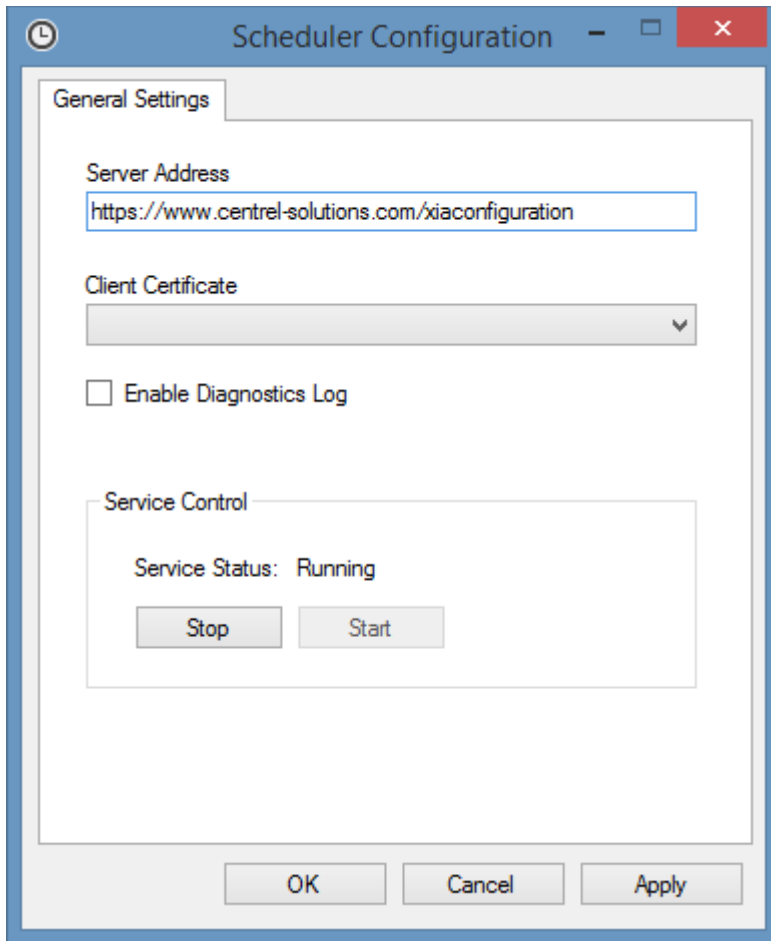 Scheduler Configuration
General Settings
Server Address
https://www.centrel-solutions.com/xiaconfiguration
Client Certificate
Enable Diagnostics Log
Service Control
Service Status: Running
Stop Start
OK Cancel Apply